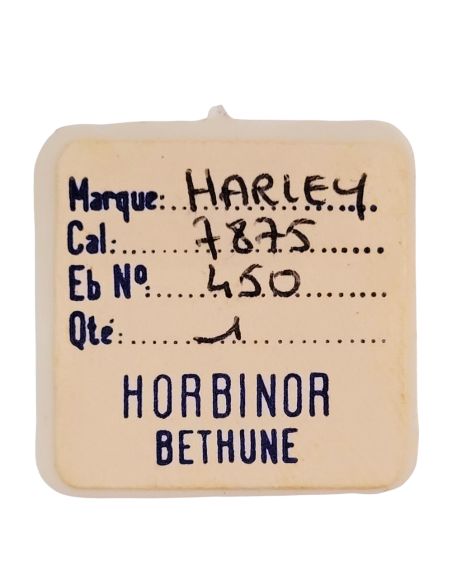 Marque: HARLEY
Cal: 7875
Eb Nº: 450
Qté: 1
HORBINOR
BETHUNE